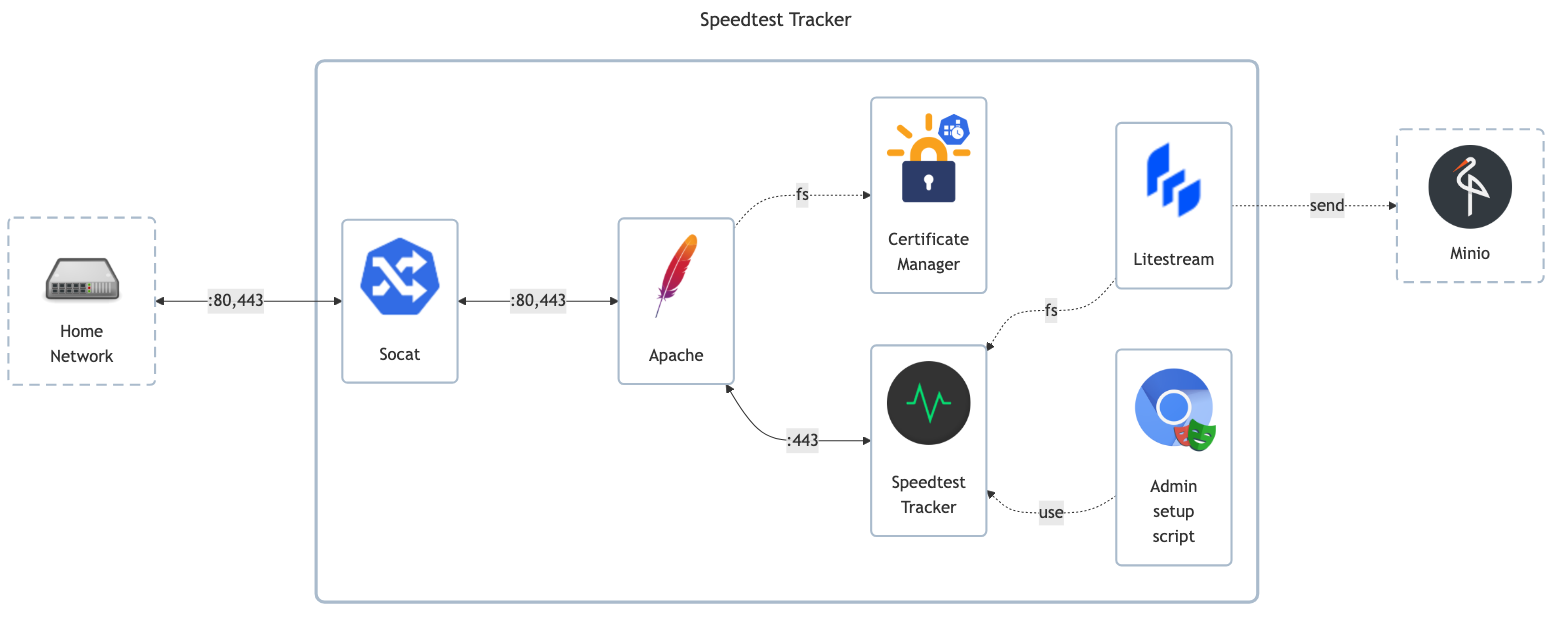 Speedtest Tracker
Home
Network
:80,443
Socat
:80,443
Apache
fs
Certificate
Manager
:443
Speedtest
Tracker
fs
Litestream
use
Admin
setup
script
send
Minio